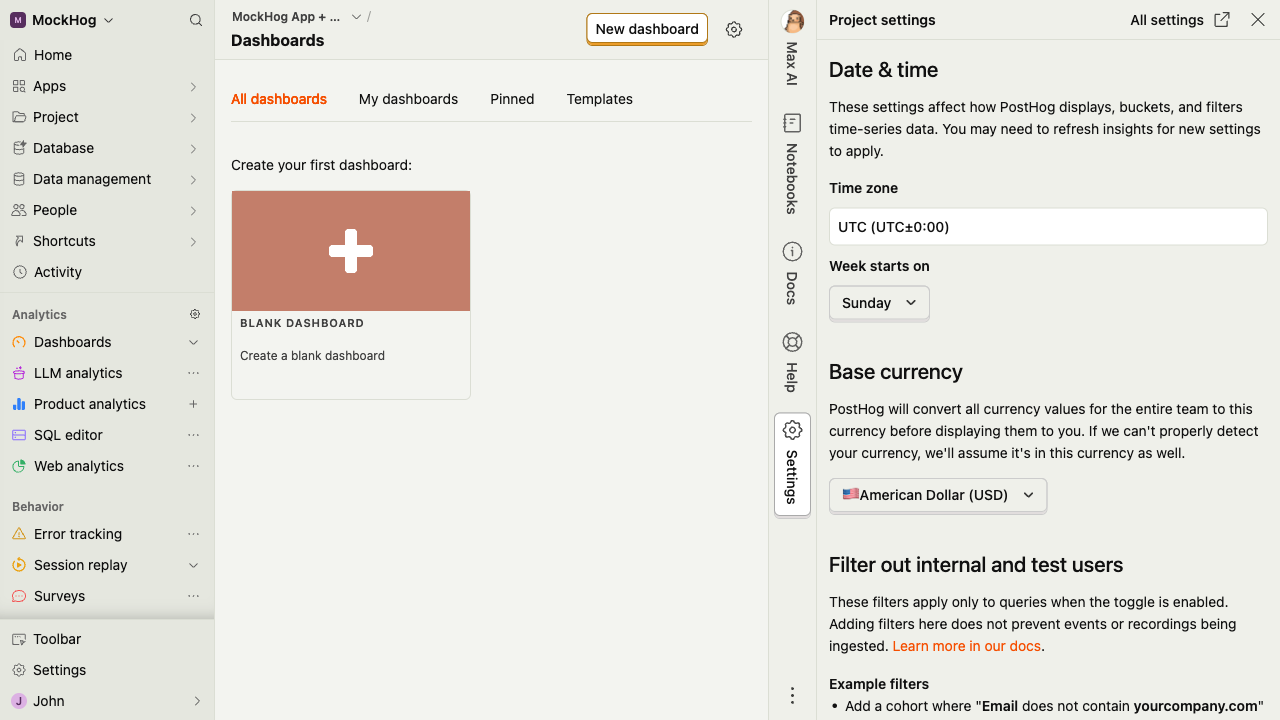 M MockHog
Home
Apps
Project
Database
Data management
People
Shortcuts
Activity
Analytics
Dashboards
LLM analytics
Product analytics
SQL editor
Web analytics
Behavior
Error tracking
Session replay
Surveys
Toolbar
Settings
J John
MockHog App + ... /
Dashboards
New dashboard
All dashboards My dashboards Pinned Templates
Create your first dashboard:
BLANK DASHBOARD
Create a blank dashboard
Max AI
Notebooks
Docs
Help
Settings
Project settings
All settings
Date & time
These settings affect how PostHog displays, buckets, and filters
time-series data. You may need to refresh insights for new settings
to apply.
Time zone
UTC (UTC±0:00)
Week starts on
Sunday
Base currency
PostHog will convert all currency values for the entire team to this
currency before displaying them to you. If we can't properly detect
your currency, we'll assume it's in this currency as well.
🇺🇸American Dollar (USD)
Filter out internal and test users
These filters apply only to queries when the toggle is enabled.
Adding filters here does not prevent events or recordings being
ingested. Learn more in our docs.
Example filters
• Add a cohort where "Email does not contain yourcompany.com"